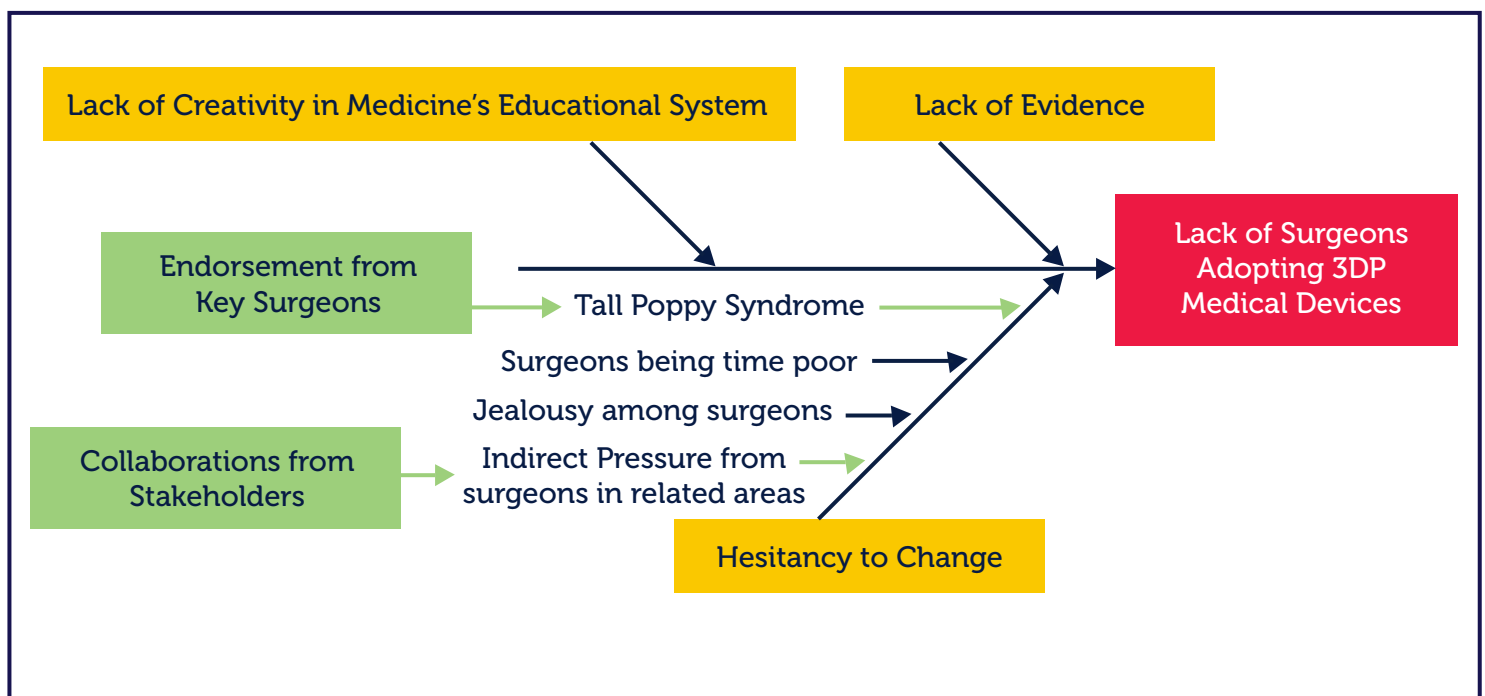 Lack of Creativity in Medicine's Educational System
Lack of Evidence
Lack of Surgeons
Adopting 3DP
Medical Devices
Endorsement from
Key Surgeons
Tall Poppy Syndrome
Surgeons being time poor
Jealousy among surgeons
Collaborations from
Stakeholders
Indirect Pressure from
surgeons in related areas
Hesitancy to Change